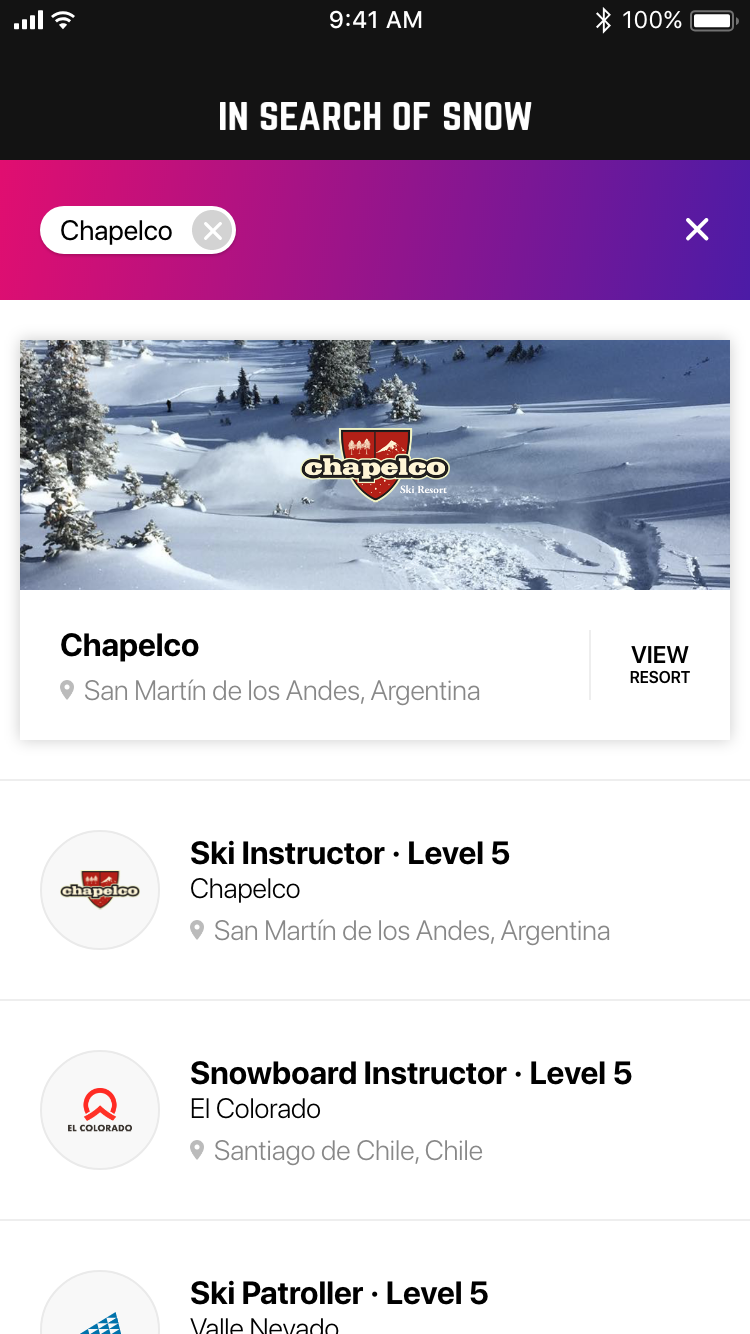 9:41 AM
100%
IN SEARCH OF SNOW
Chapelco
chapelco
Ski Resort
Chapelco
San Martín de los Andes, Argentina
VIEW
RESORT
chapelco
Ski Instructor · Level 5
Chapelco
San Martín de los Andes, Argentina
EL COLORADO
Snowboard Instructor · Level 5
El Colorado
Santiago de Chile, Chile
Ski Patroller · Level 5
Valle Nevado